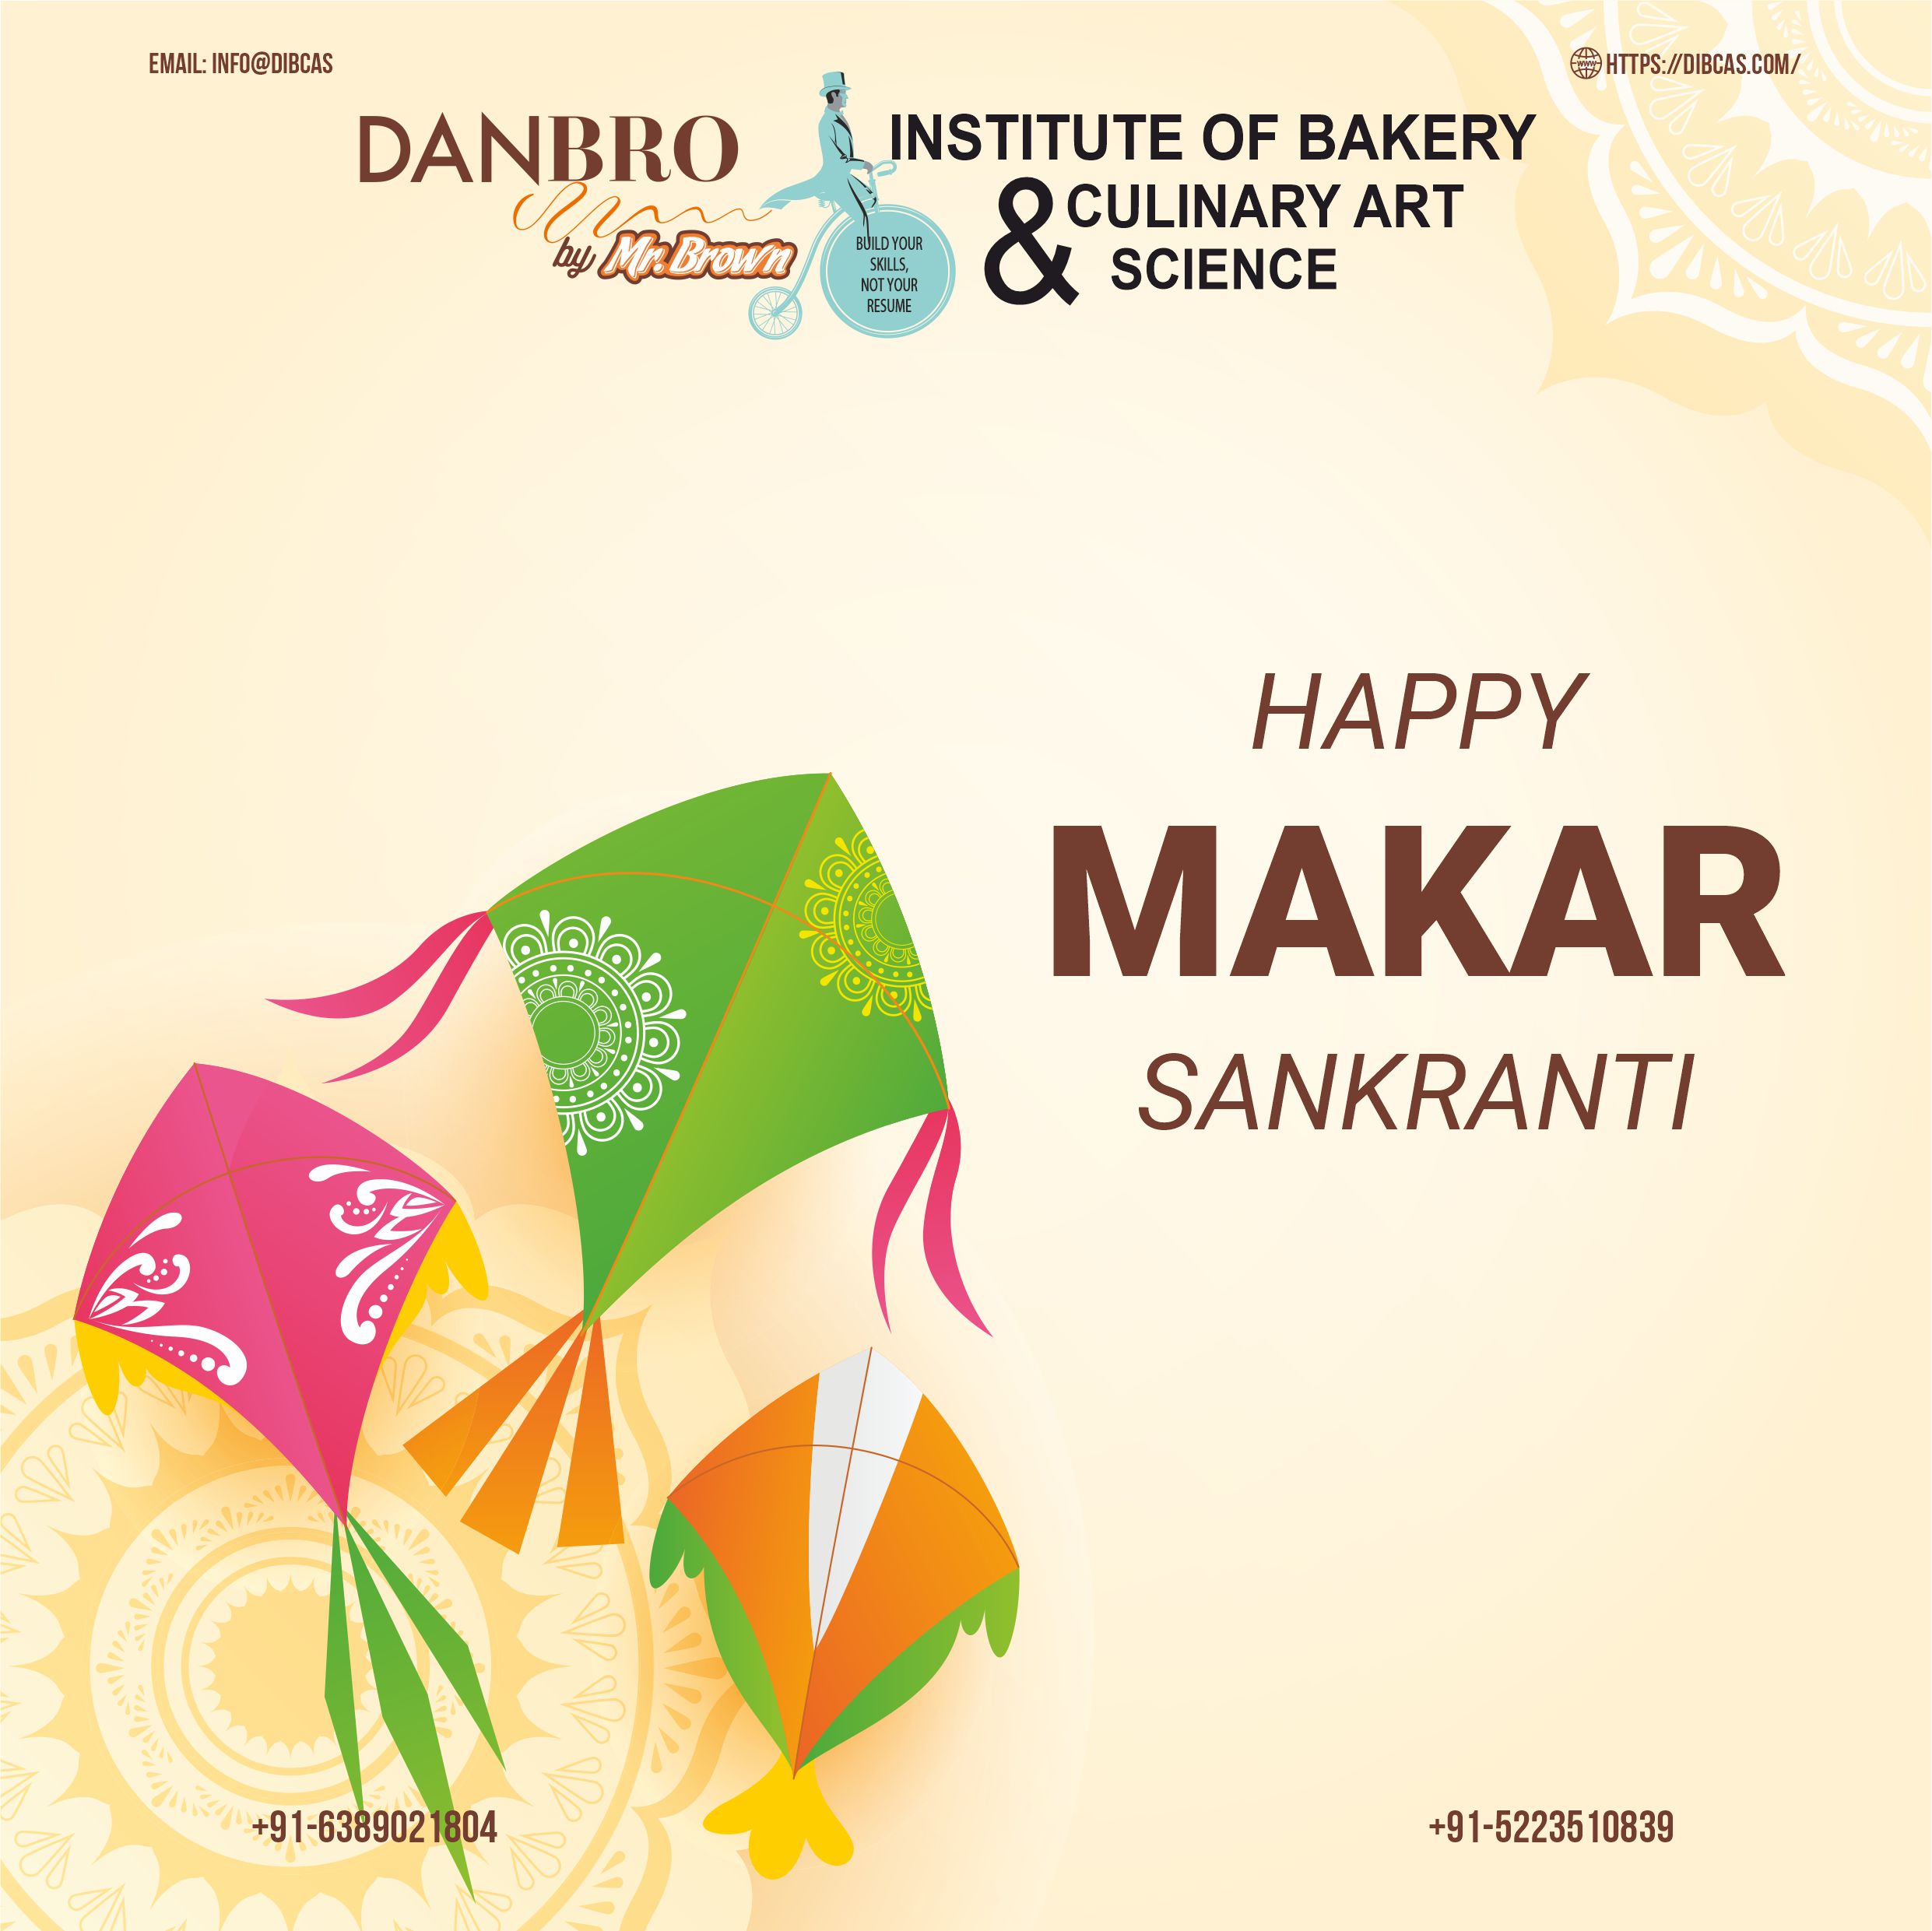 EMAIL: INFO@DIBCAS
HTTPS://DIBCAS.COM/
DANBRO
by Mr. Brown
BUILD YOUR
SKILLS,
NOT YOUR
RESUME
INSTITUTE OF BAKERY
& CULINARY ART
SCIENCE
HAPPY
MAKAR
SANKRANTI
+91-6389021804
+91-5223510839